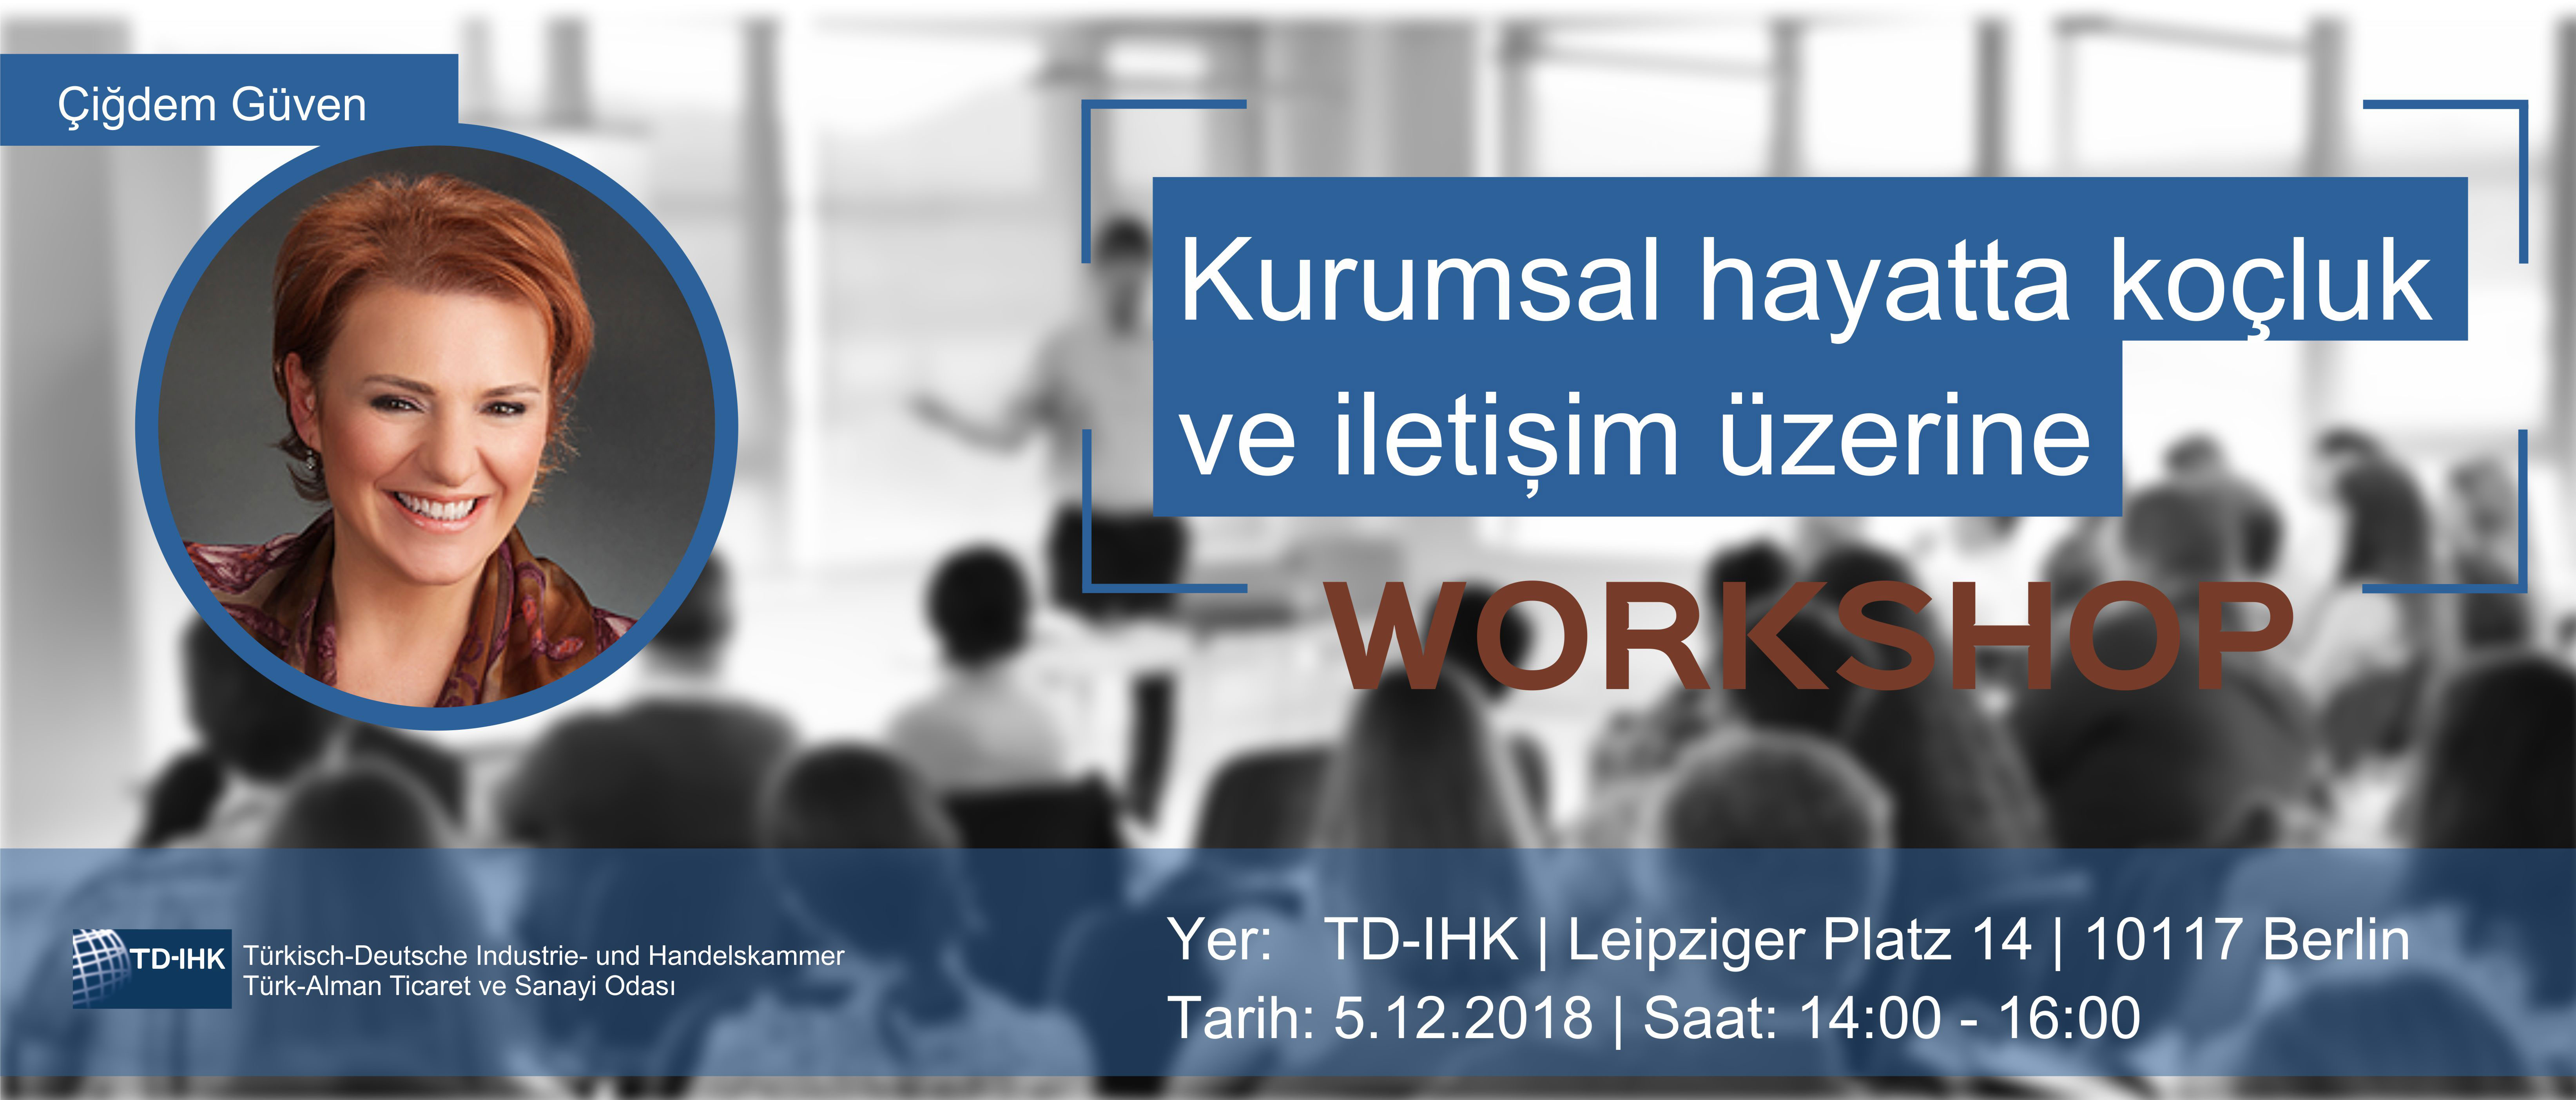 Çiğdem Güven
Kurumsal hayatta koçluk
ve iletişim üzerine
WORKSHOP
TD-IHK
Türkisch-Deutsche Industrie- und Handelskammer
Türk-Alman Ticaret ve Sanayi Odası
Yer: TD-IHK | Leipziger Platz 14 | 10117 Berlin
Tarih: 5.12.2018 | Saat: 14:00 - 16:00